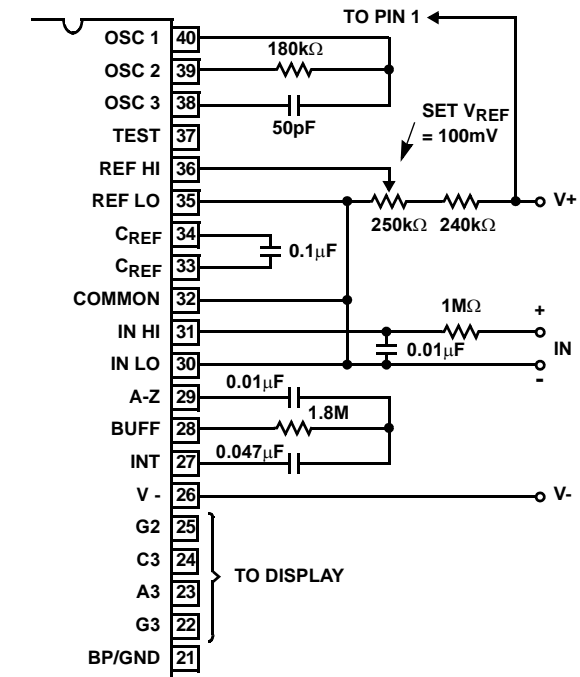 TO PIN 1
OSC 1 40
180kΩ
OSC 2 39
OSC 3 38
50pF
SET VREF
= 100mV
TEST 37
REF HI 36
REF LO 35
V+
250kΩ 240kΩ
CREF 34
0.1µF
CREF 33
COMMON 32
1MΩ
+
IN HI 31
0.01µF
IN
IN LO 30
-
0.01µF
A-Z 29
1.8M
BUFF 28
0.047µF
INT 27
V - 26
V-
G2 25
C3 24
TO DISPLAY
A3 23
G3 22
BP/GND 21